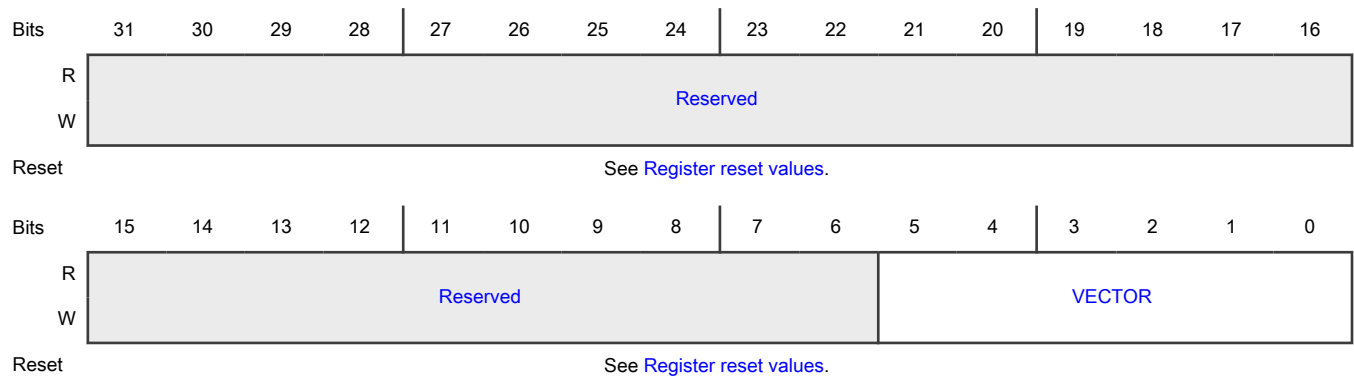 Bits 31 30 29 28 27 26 25 24 23 22 21 20 19 18 17 16
R
Reserved
W
Reset See Register reset values.
Bits 15 14 13 12 11 10 9 8 7 6 5 4 3 2 1 0
R
Reserved VECTOR
W
Reset See Register reset values.